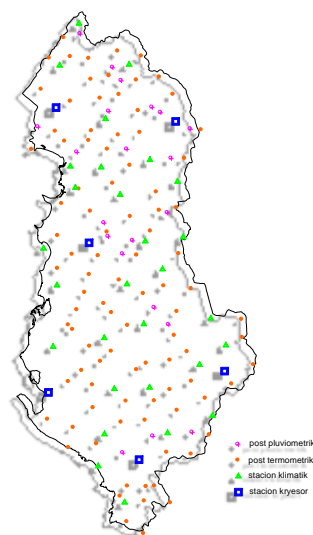 post pluviometrik
post termometrik
stacion klimatik
stacion kryesor